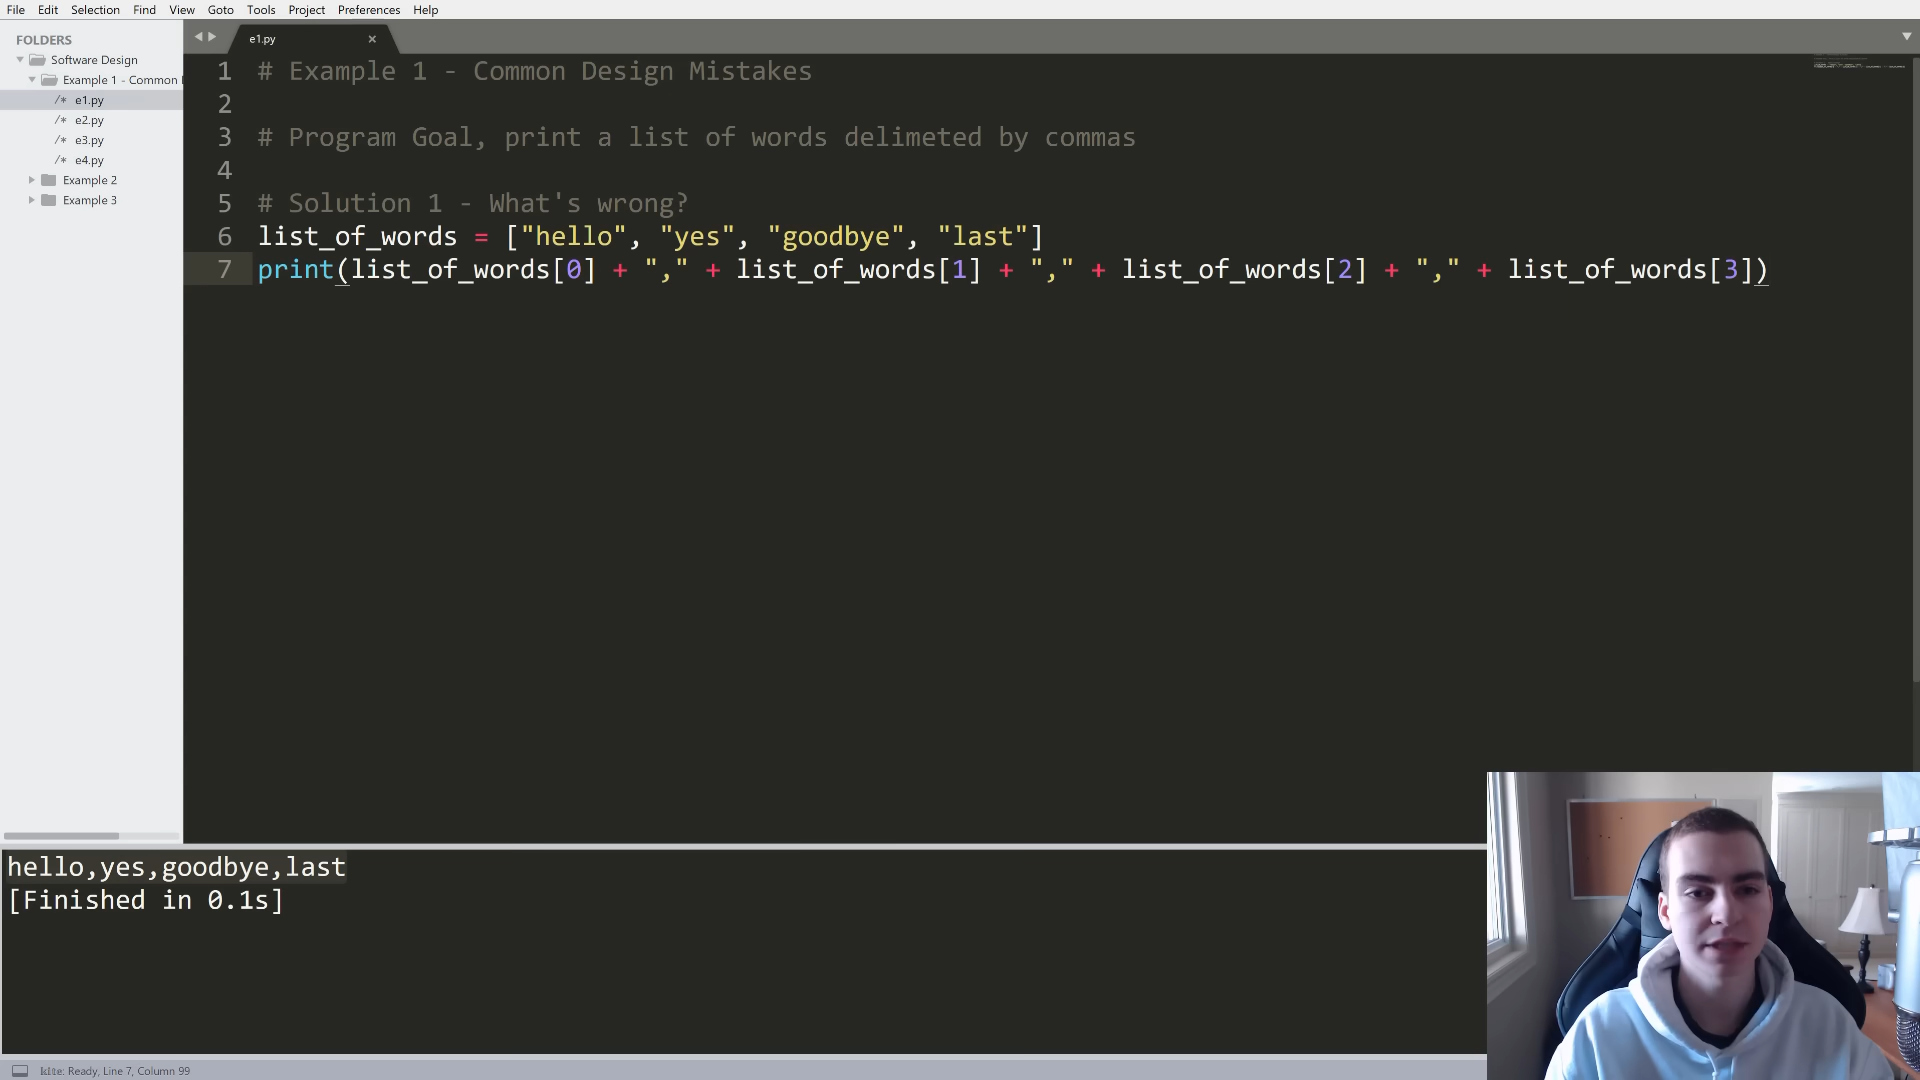 File Edit Selection Find View Goto Tools Project Preferences Help
FOLDERS
Software Design
Example 1 - Common
/* e1.py
/* e2.py
/* e3.py
/* e4.py
Example 2
Example 3
e1.py ×
1 # Example 1 - Common Design Mistakes
2
3 # Program Goal, print a list of words delimeted by commas
4
5 # Solution 1 - What's wrong?
6 list_of_words = ["hello", "yes", "goodbye", "last"]
7 print(list_of_words[0] + "," + list_of_words[1] + "," + list_of_words[2] + "," + list_of_words[3])
hello,yes,goodbye,last
[Finished in 0.1s]
kite: Ready, Line 7, Column 99